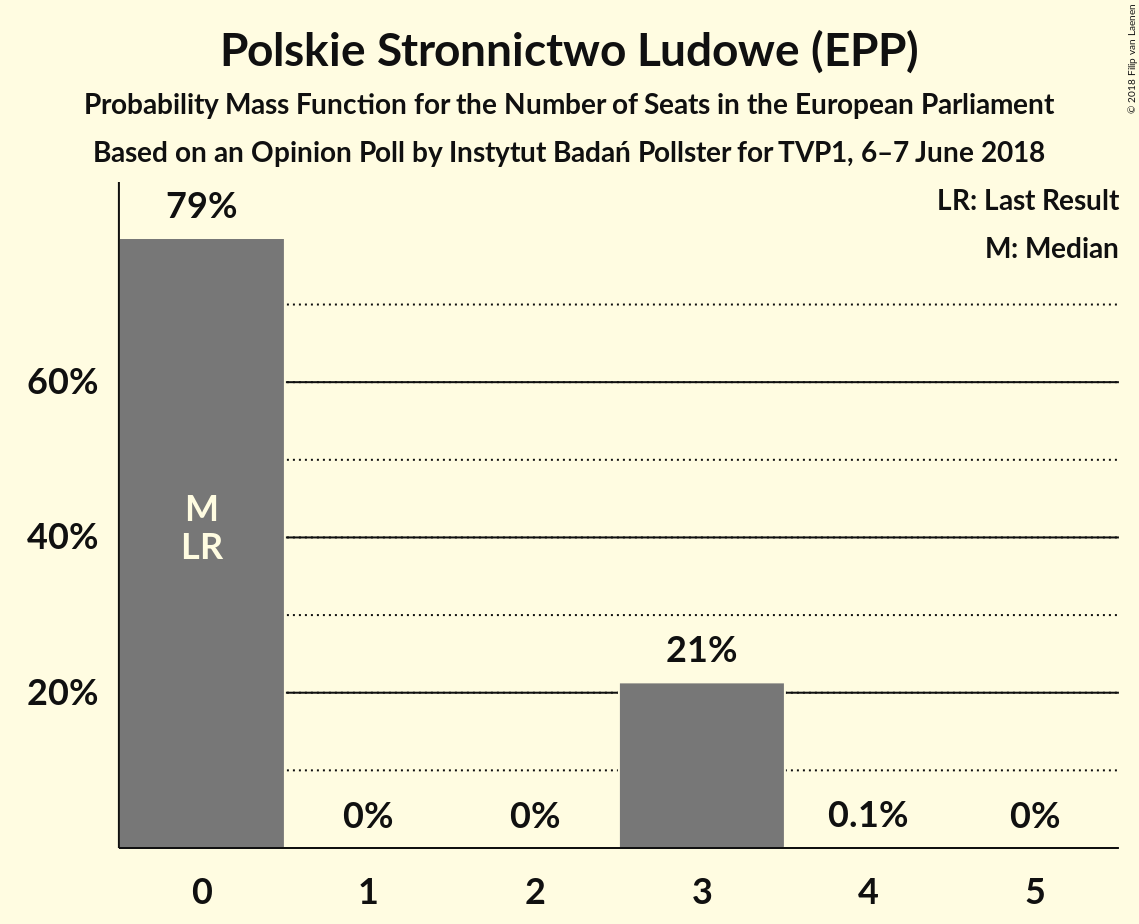 Polskie Stronnictwo Ludowe (EPP)
Probability Mass Function for the Number of Seats in the European Parliament
Based on an Opinion Poll by Instytut Badań Pollster for TVP1, 6–7 June 2018
© 2018 Filip van Laenen
LR: Last Result
M: Median
79%
60%
M
40%
LR
21%
20%
0%
0%
0.1%
0%
0
1
2
3
4
5